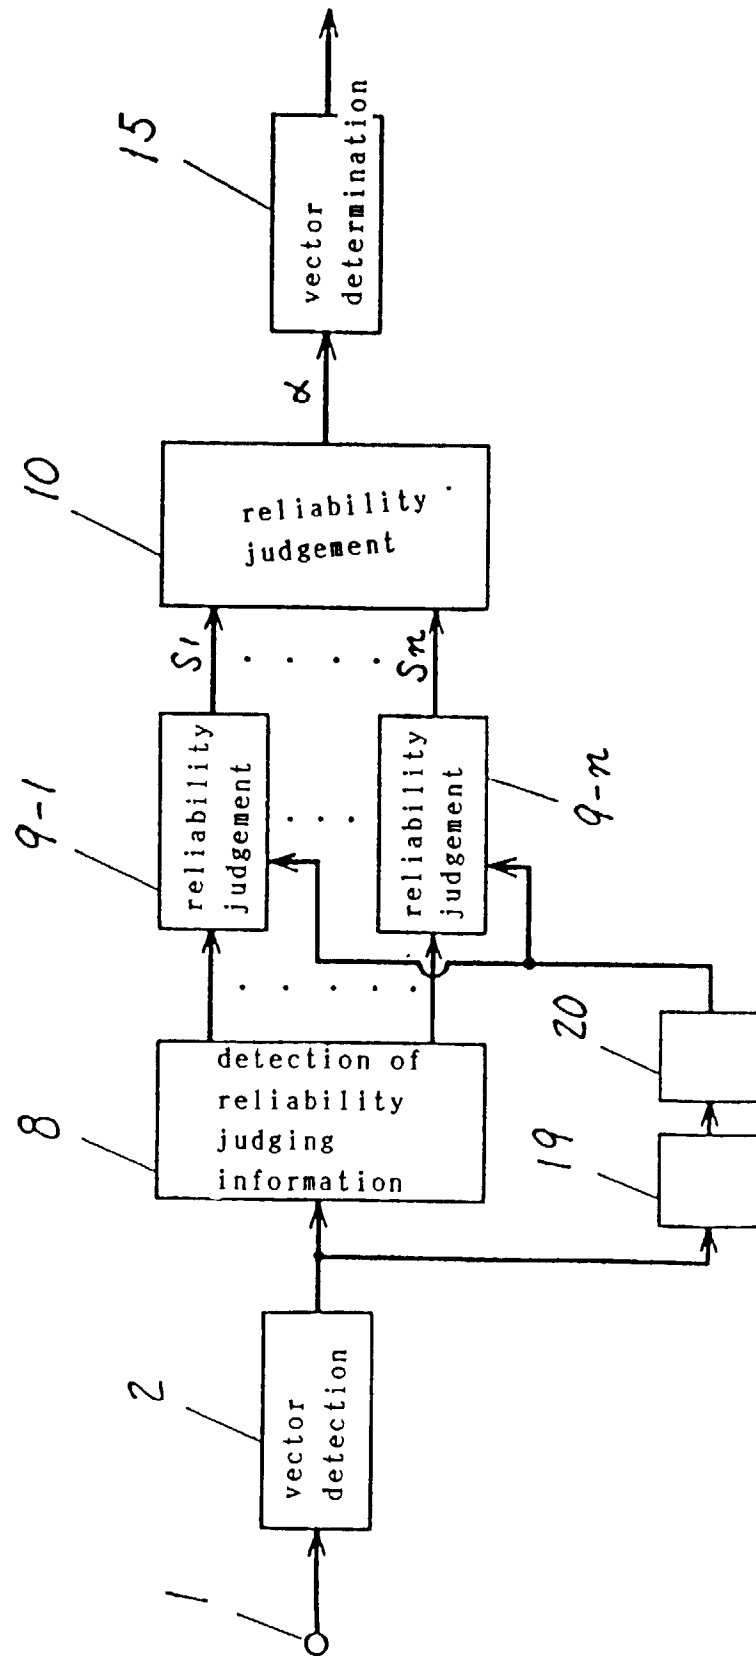 1
2
vector
detection
8
detection of
reliability
judging
information
19
20
9-1
reliability
judgement
9-n
reliability
judgement
S1
Sn
10
reliability
judgement
α
15
vector
determination